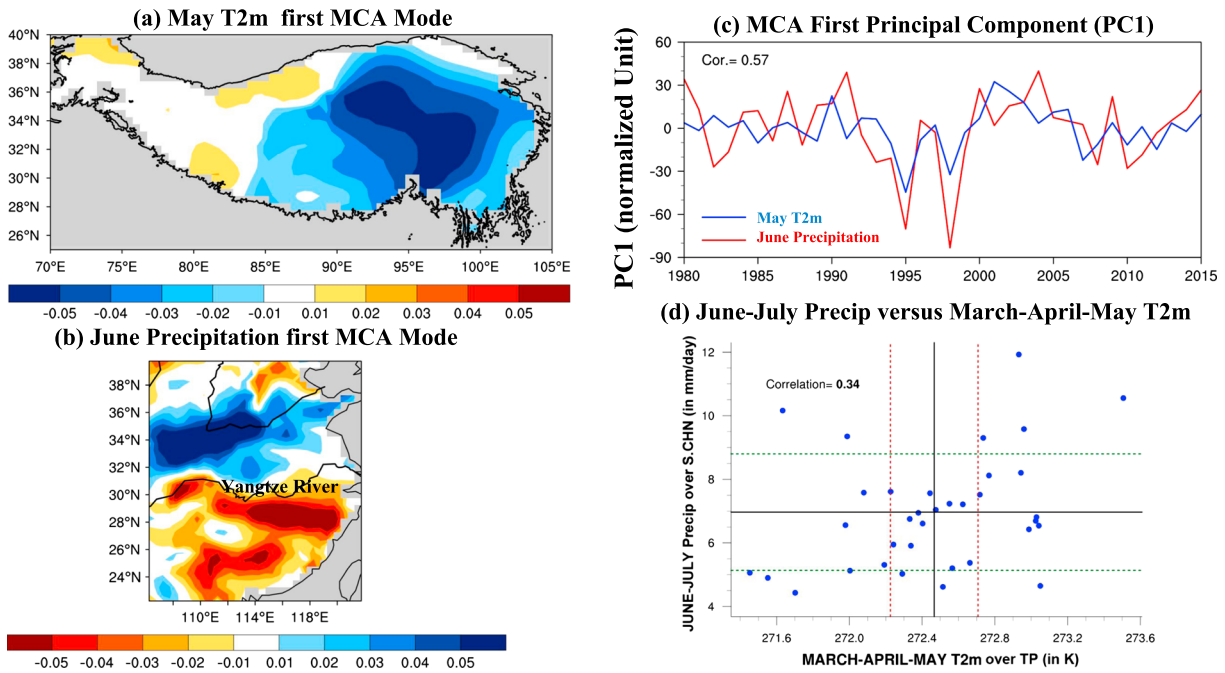 (a) May T2m first MCA Mode
40°N
38°N
36°N
34°N
32°N
30°N
28°N
26°N
70°E 75°E 80°E 85°E 90°E 95°E 100°E 105°E
-0.05 -0.04 -0.03 -0.02 -0.01 0.01 0.02 0.03 0.04 0.05
(b) June Precipitation first MCA Mode
38°N
36°N
34°N
32°N
30°N
28°N
26°N
24°N
Yangtze River
110°E 114°E 118°E
-0.05 -0.04 -0.03 -0.02 -0.01 0.01 0.02 0.03 0.04 0.05
(c) MCA First Principal Component (PC1)
PC1 (normalized Unit)
60
30
0
-30
-60
-90
Cor.= 0.57
May T2m
June Precipitation
1980 1985 1990 1995 2000 2005 2010 2015
(d) June-July Precip versus March-April-May T2m
JUNE-JULY Precip over S.CHN (in mm/day)
12
10
8
6
4
Correlation= 0.34
271.6 272.0 272.4 272.8 273.2 273.6
MARCH-APRIL-MAY T2m over TP (in K)